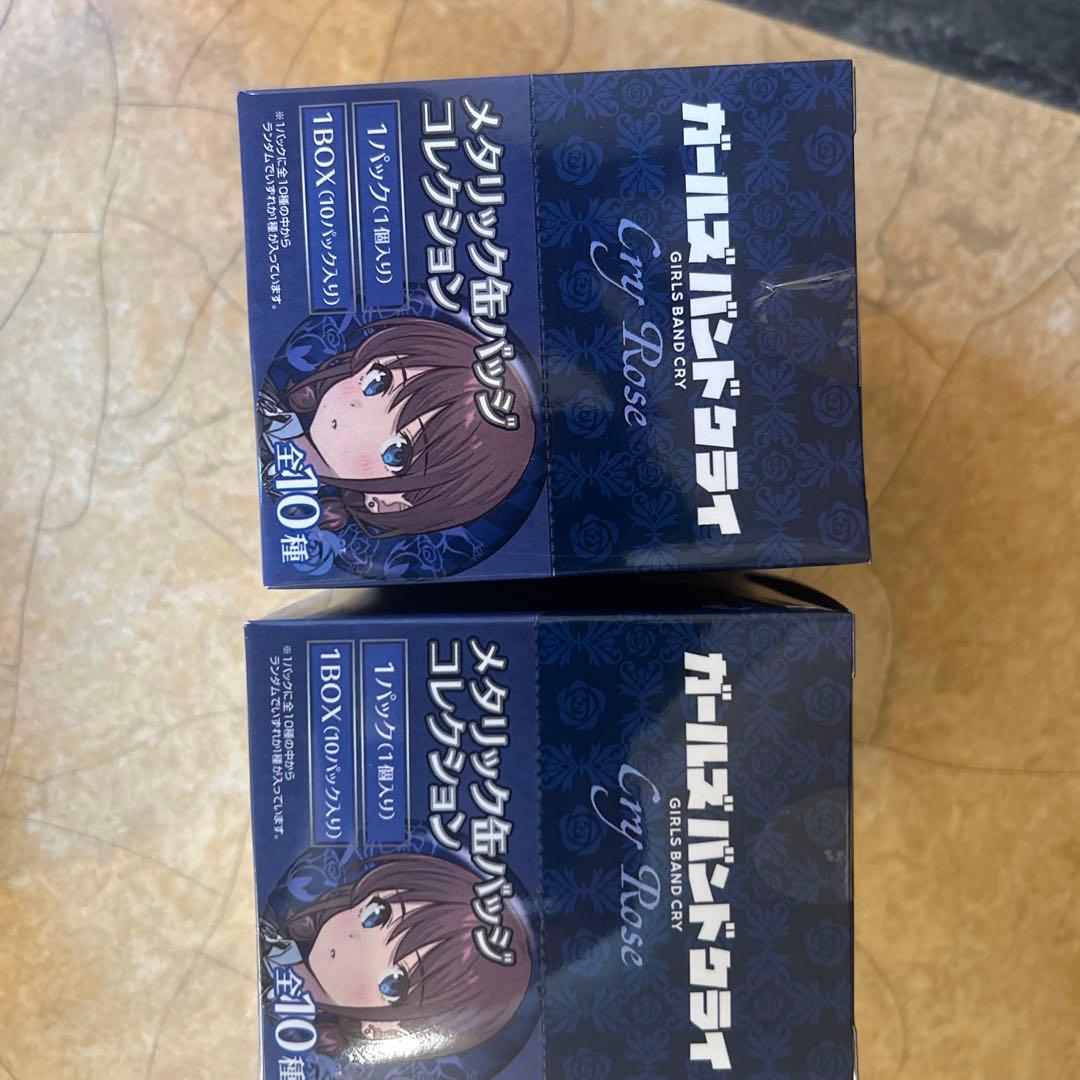 ガールズバンドクライ
GIRLS BAND CRY
Cry Rose
メタリック缶バッジ
コレクション
1パック(1個入り)
1BOX(10パック入り)
※1パックに全10種の中から
ランダムでいずれか1種が入っています。
全10種
ガールズバンドクライ
GIRLS BAND CRY
Cry Rose
メタリック缶バッジ
コレクション
1パック(1個入り)
1BOX(10パック入り)
※1パックに全10種の中から
ランダムでいずれか1種が入っています。
全10種